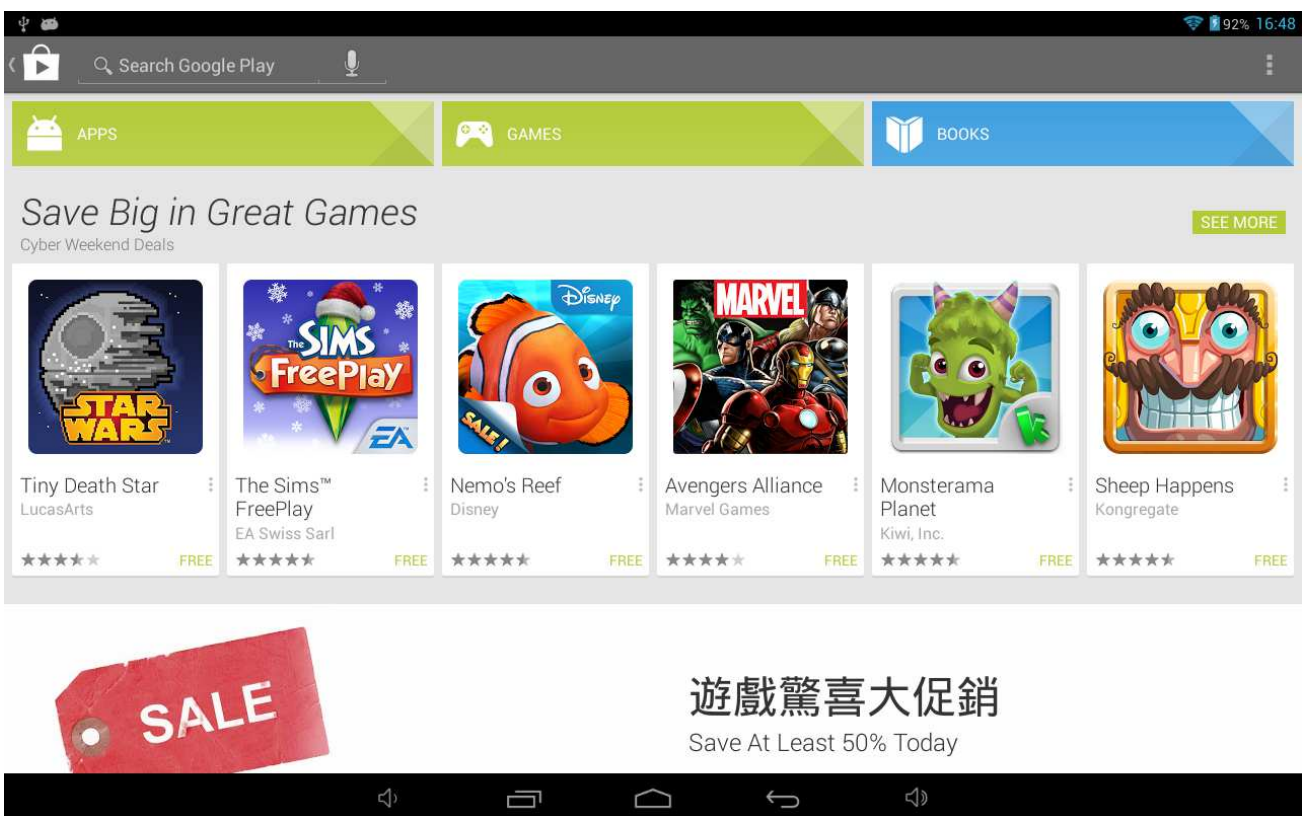 92% 16:48
Search Google Play
APPS
GAMES
BOOKS
Save Big in Great Games
SEE MORE
Cyber Weekend Deals
STAR
WARS
The SIMS
FreePlay
EA
Disney
SALE!
MARVEL
Tiny Death Star
LucasArts
FREE
The Sims™
FreePlay
EA Swiss Sarl
FREE
Nemo's Reef
Disney
FREE
Avengers Alliance
Marvel Games
FREE
Monsterama
Planet
Kiwi, Inc.
FREE
Sheep Happens
Kongregate
FREE
SALE
遊戲驚喜大促銷
Save At Least 50% Today